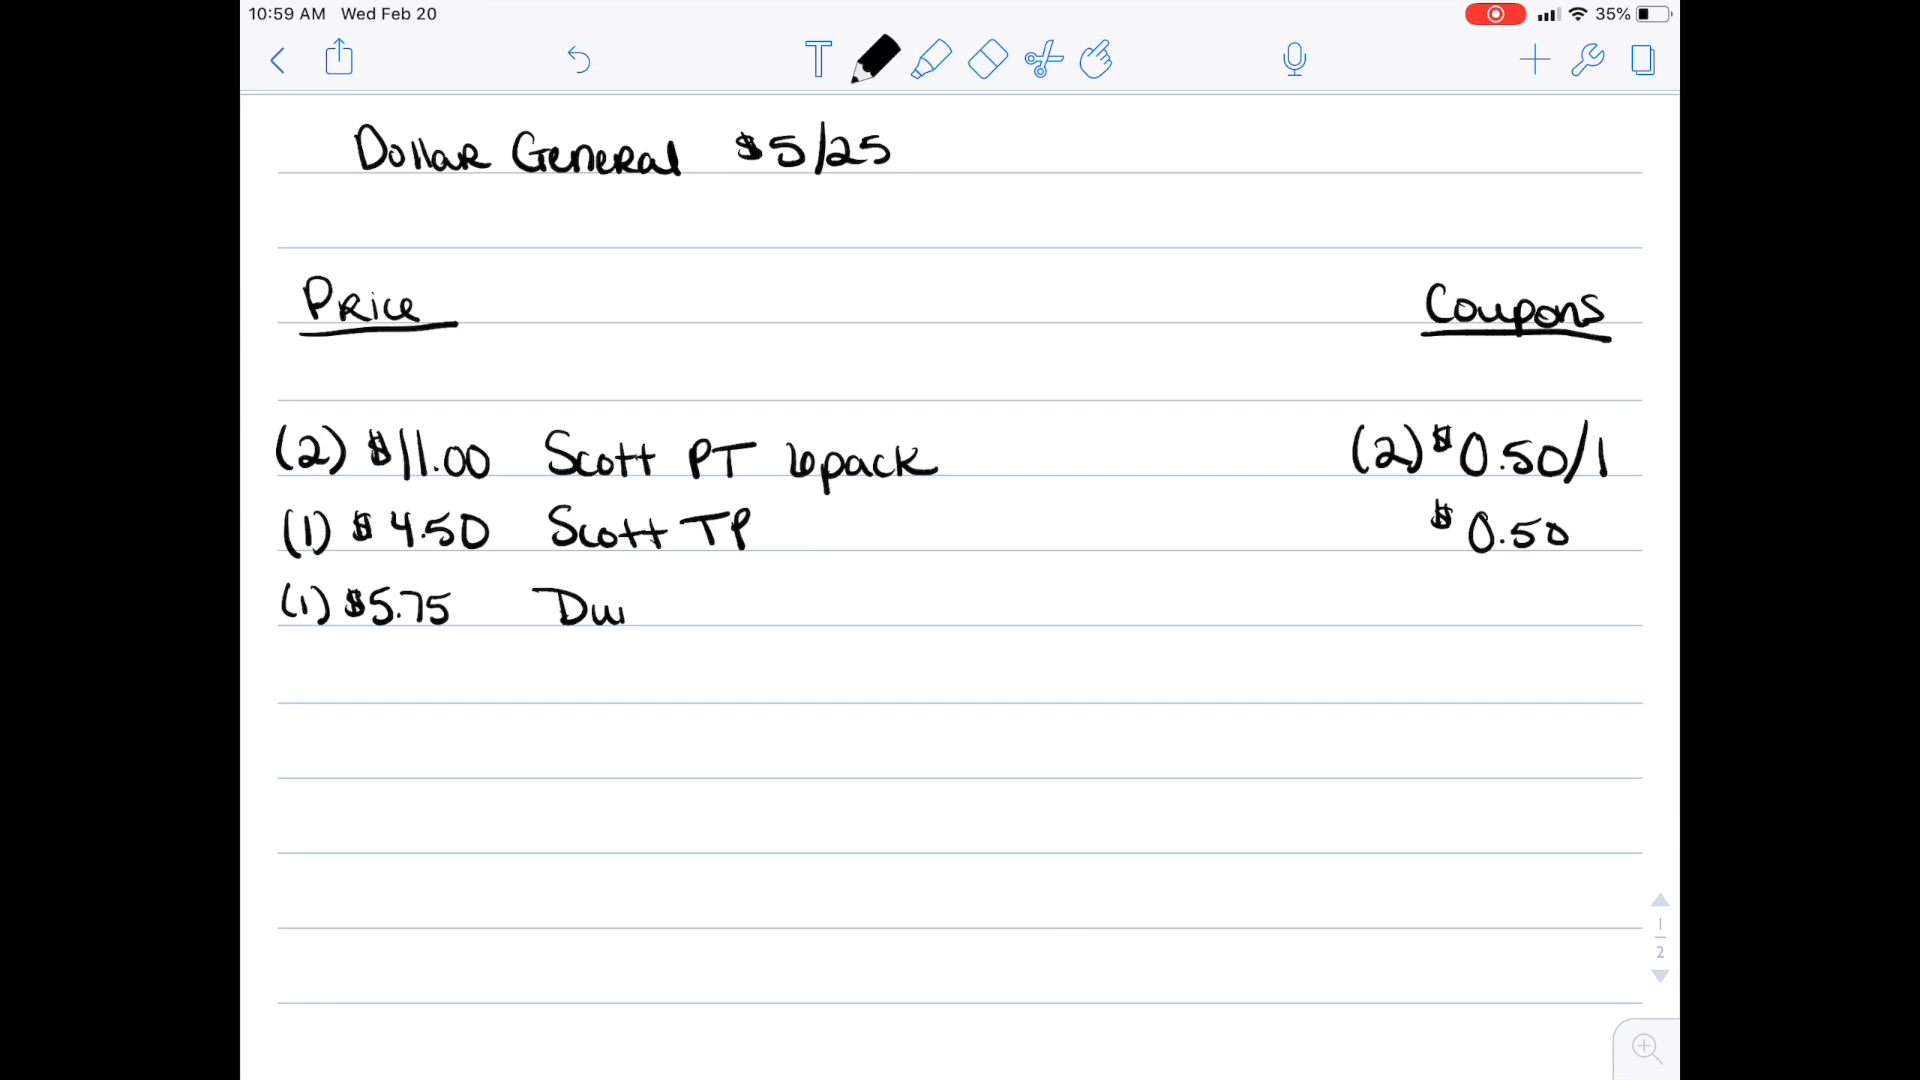 10:59 AM Wed Feb 20 35%
Dollar General $5/25
Price Coupons
(2) $11.00 Scott PT 6pack (2) $0.50/1
(1) $4.50 Scott TP $0.50
(1) $5.75 Du
1
2